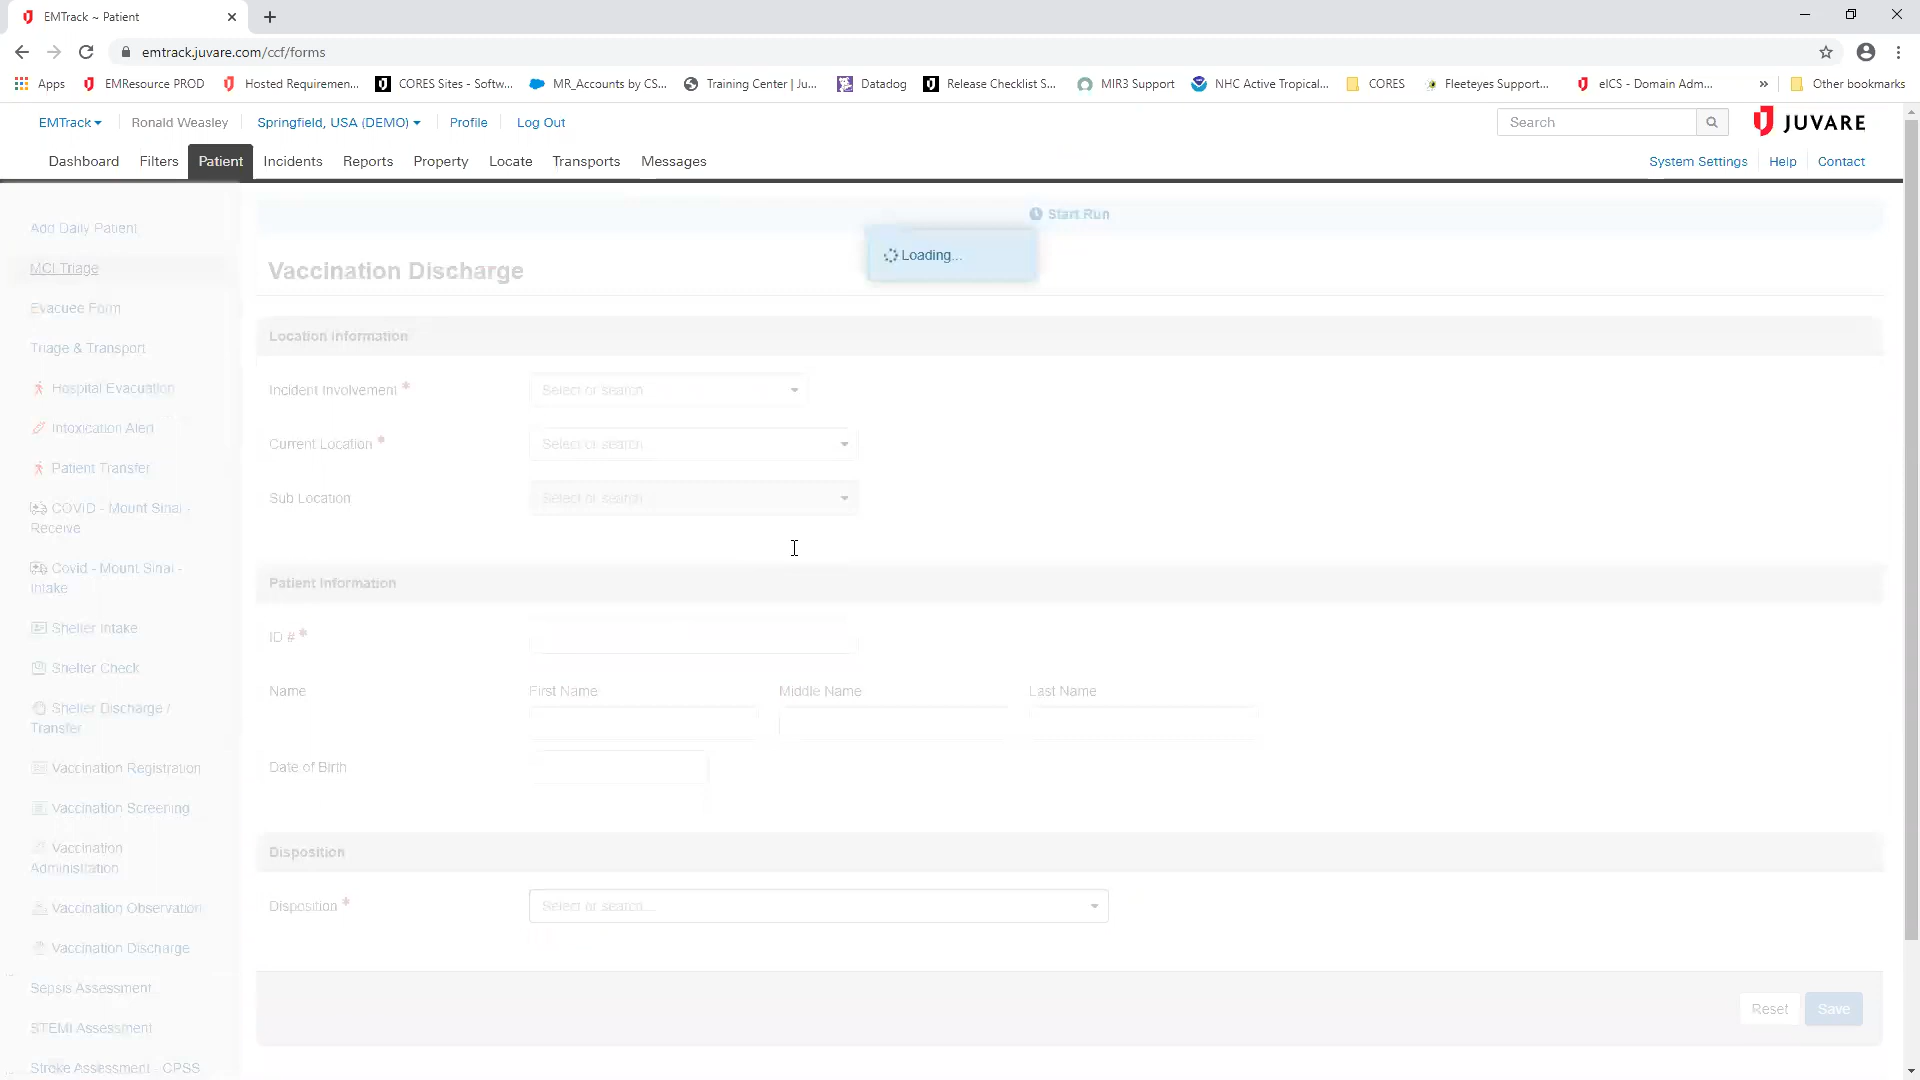 EMTrack ~ Patient
emtrack.juvare.com/ccf/forms
Apps EMResource PROD Hosted Requiremen... CORES Sites - Softw... MR_Accounts by CS... Training Center | Ju... Datadog Release Checklist S... MIR3 Support NHC Active Tropical... CORES Fleeteyes Support... eICS - Domain Adm... » Other bookmarks
EMTrack Ronald Weasley Springfield, USA (DEMO) Profile Log Out Search JUVARE
Dashboard Filters Patient Incidents Reports Property Locate Transports Messages System Settings Help Contact
Add Daily Patient
MCI Triage
Evacuee Form
Triage & Transport
Hospital Evacuation
Intoxication Alert
Patient Transfer
COVID - Mount Sinai -
Receive
Covid - Mount Sinai -
Intake
Shelter Intake
Shelter Check
Shelter Discharge /
Transfer
Vaccination Registration
Vaccination Screening
Vaccination
Administration
Vaccination Observation
Vaccination Discharge
Sepsis Assessment
STEMI Assessment
Stroke Assessment - CPSS
Start Run
Loading...
Vaccination Discharge
Location Information
Incident Involvement * Select or search
Current Location * Select or search
Sub Location Select or search
Patient Information
ID # *
Name First Name Middle Name Last Name
Date of Birth
Disposition
Disposition * Select or search...
Reset Save